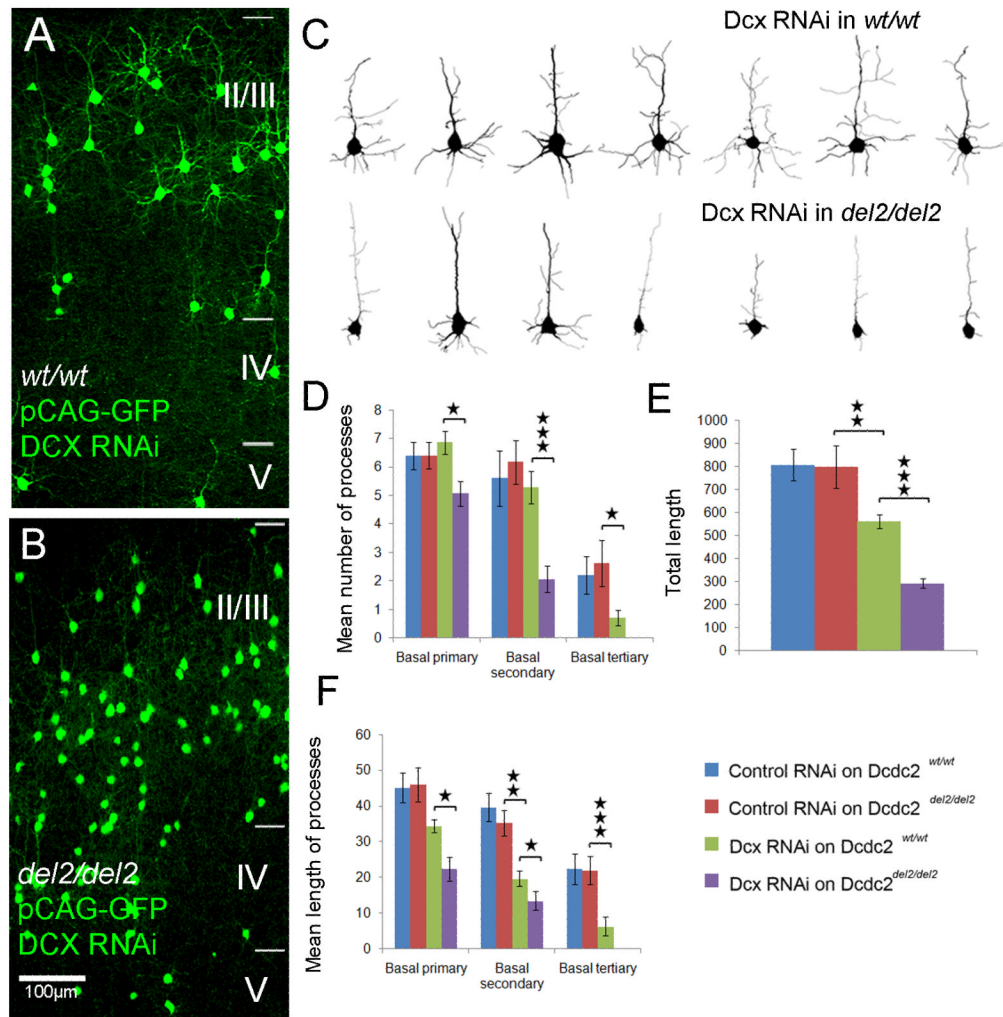 A
II/III
IV
wt/wt
pCAG-GFP
DCX RNAi
V
B
II/III
del2/del2
IV
pCAG-GFP
DCX RNAi
V
100µm
C
Dcx RNAi in wt/wt
Dcx RNAi in del2/del2
D
Mean number of processes
8
7
6
5
4
3
2
1
0
★
★★★
★
Basal primary
Basal secondary
Basal tertiary
E
Total length
1000
900
800
700
600
500
400
300
200
100
0
★★
★★★
F
Mean length of processes
60
50
40
30
20
10
0
★
★★
★
★★★
Basal primary
Basal secondary
Basal tertiary
Control RNAi on Dcdc2 wt/wt
Control RNAi on Dcdc2 del2/del2
Dcx RNAi on Dcdc2 wt/wt
Dcx RNAi on Dcdc2 del2/del2